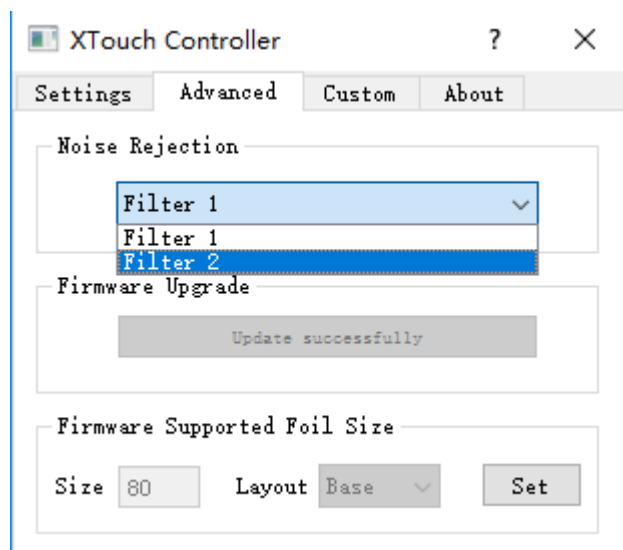 XTouch Controller ?
Settings Advanced Custom About
Noise Rejection
Filter 1
Filter 1
Filter 2
Firmware Upgrade
Update successfully
Firmware Supported Foil Size
Size 80 Layout Base Set